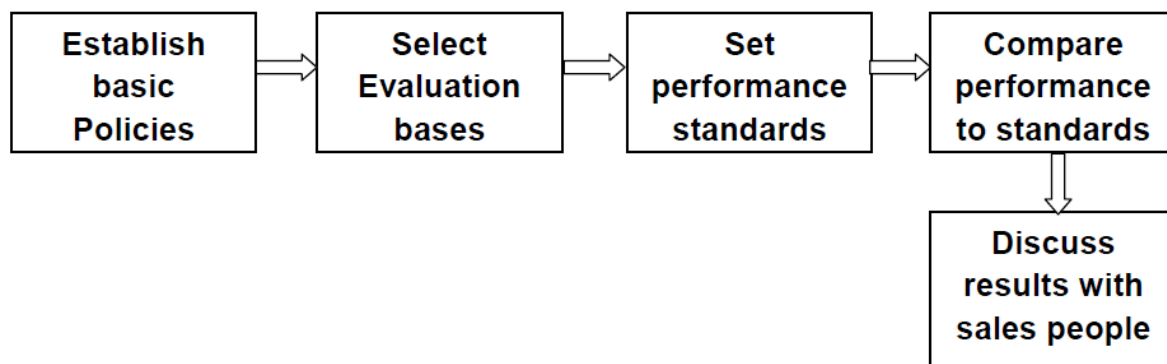 Establish
basic
Policies
Select
Evaluation
bases
Set
performance
standards
Compare
performance
to standards
Discuss
results with
sales people